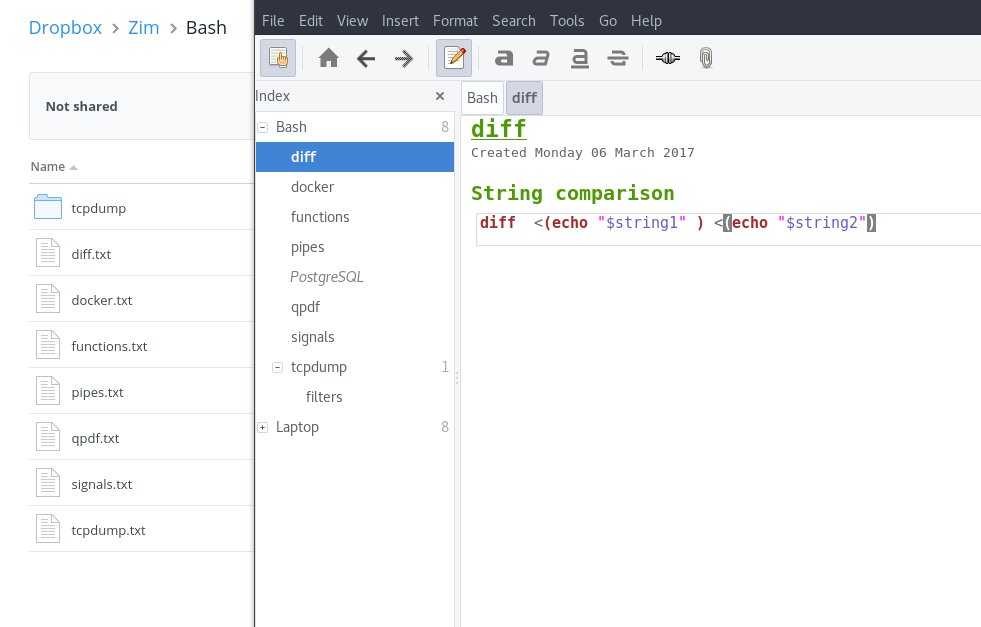 Dropbox > Zim > Bash
Not shared
Name
tcpdump
diff.txt
docker.txt
functions.txt
pipes.txt
qpdf.txt
signals.txt
tcpdump.txt
File Edit View Insert Format Search Tools Go Help
a a a a
Index ×
Bash 8
diff
docker
functions
pipes
PostgreSQL
qpdf
signals
tcpdump 1
filters
Laptop 8
Bash diff
diff
Created Monday 06 March 2017
String comparison
diff  <(echo "$string1" ) <(echo "$string2")